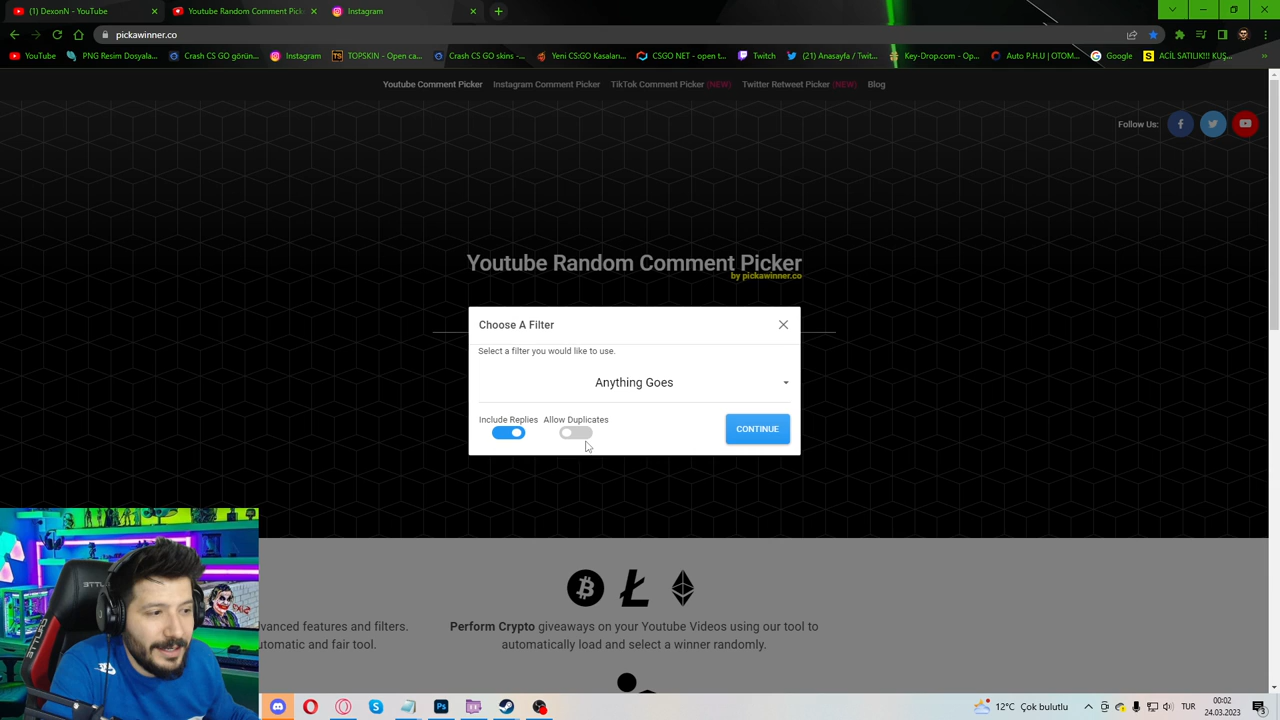 (1) DexonN - YouTube
Youtube Random Comment Pick
Instagram
pickawinner.co
YouTube
PNG Resim Dosyala...
Crash CS GO görün...
Instagram
TOPSKIN - Open ca...
Crash CS GO skins -...
Yeni CS:GO Kasaları...
CSGO NET - open t...
Twitch
(21) Anasayfa / Twit...
Key-Drop.com - Op...
Auto P.H.U | OTOM...
Google
ACİL SATILIK!!! KUŞ...
Youtube Comment Picker
Instagram Comment Picker
TikTok Comment Picker (NEW)
Twitter Retweet Picker (NEW)
Blog
Follow Us:
Youtube Random Comment Picker
by pickawinner.co
Choose A Filter
Select a filter you would like to use.
Anything Goes
Include Replies
Allow Duplicates
CONTINUE
vanced features and filters.
utomatic and fair tool.
Perform Crypto giveaways on your Youtube Videos using our tool to
automatically load and select a winner randomly.
12°C Çok bulutlu
TUR
00:02
24.03.2023